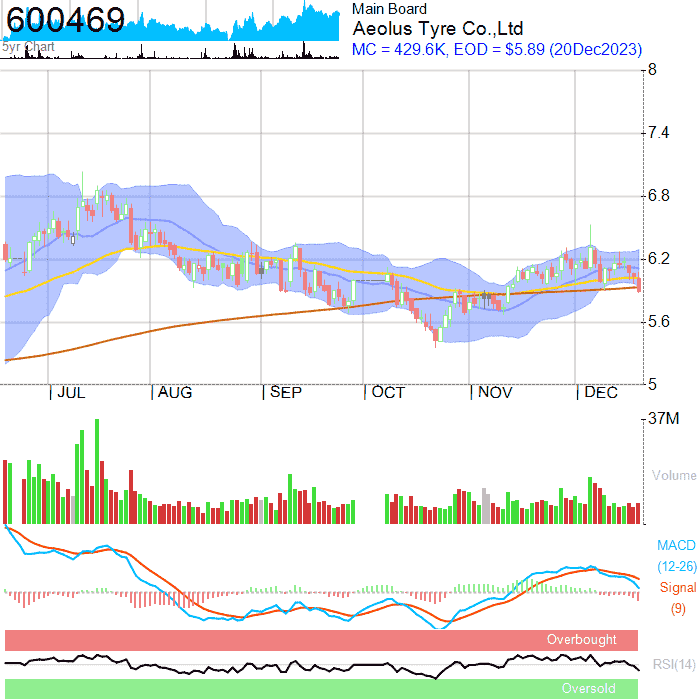 600469
5yr Chart
Main Board
Aeolus Tyre Co.,Ltd
MC = 429.6K, EOD = $5.89 (20Dec2023)
8
7.4
6.8
6.2
5.6
5
JUL AUG SEP OCT NOV DEC
37M
Volume
MACD
(12-26)
Signal
(9)
Overbought
RSI(14)
Oversold